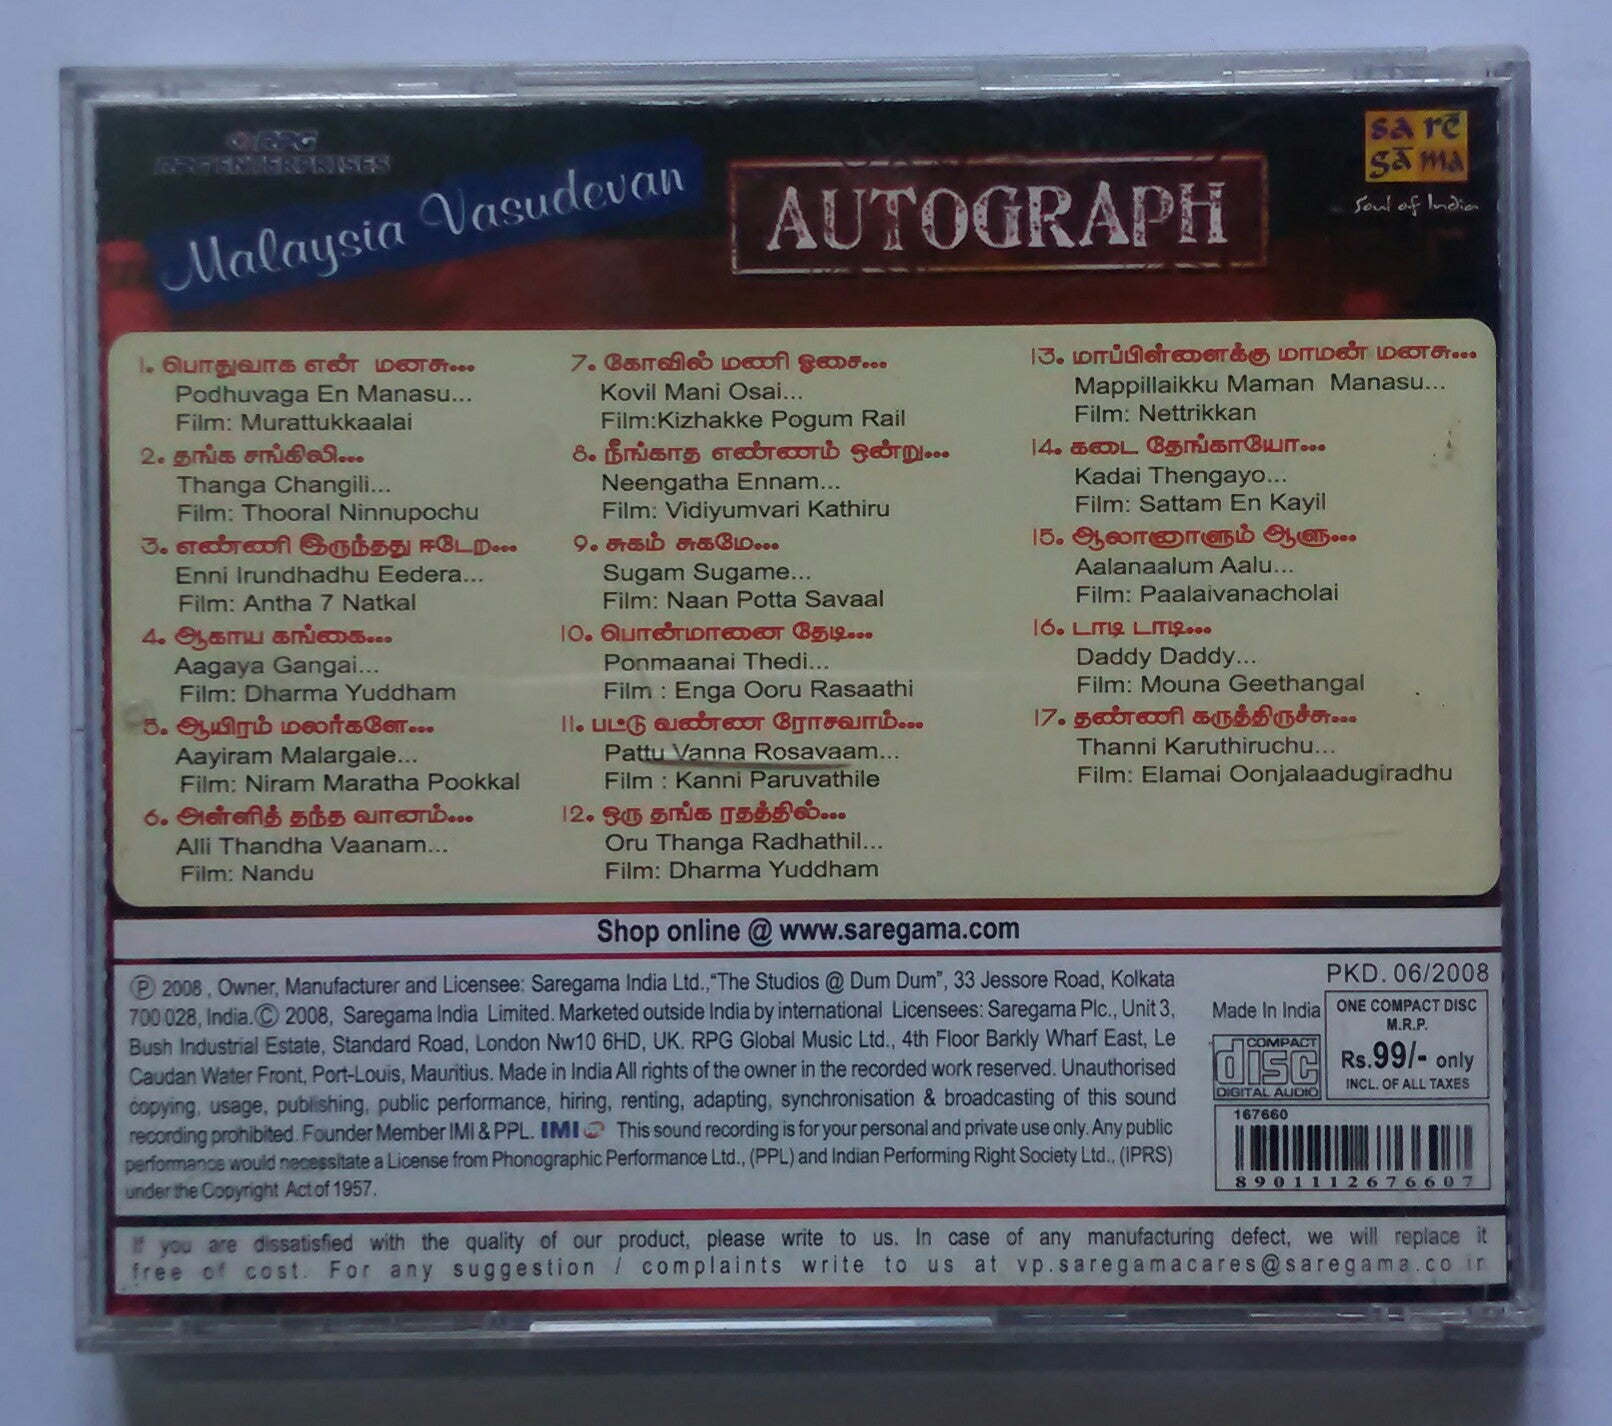 RPG
RPG ENTERPRISES
Malaysia Vasudevan
AUTOGRAPH
sa rē
gā ma
Soul of India
1. பொதுவாக என் மனசு...
Podhuvaga En Manasu...
Film: Murattukkaalai
2. தங்க சங்கிலி...
Thanga Changili...
Film: Thooral Ninnupochu
3. எண்ணி இருந்தது ஈடேற...
Enni Irundhadhu Eedera...
Film: Antha 7 Natkal
4. ஆகாய கங்கை...
Aagaya Gangai...
Film: Dharma Yuddham
5. ஆயிரம் மலர்களே...
Aayiram Malargale...
Film: Niram Maratha Pookkal
6. அள்ளித் தந்த வானம்...
Alli Thandha Vaanam...
Film: Nandu
7. கோவில் மணி ஓசை...
Kovil Mani Osai...
Film:Kizhakke Pogum Rail
8. நீங்காத எண்ணம் ஒன்று...
Neengatha Ennam...
Film: Vidiyumvari Kathiru
9. சுகம் சுகமே...
Sugam Sugame...
Film: Naan Potta Savaal
10. பொன்மானை தேடி...
Ponmaanai Thedi...
Film : Enga Ooru Rasaathi
11. பட்டு வண்ண ரோசவாம்...
Pattu Vanna Rosavaam...
Film : Kanni Paruvathile
12. ஒரு தங்க ரதத்தில்...
Oru Thanga Radhathil...
Film: Dharma Yuddham
13. மாப்பிள்ளைக்கு மாமன் மனசு...
Mappillaikku Maman Manasu...
Film: Nettrikkan
14. கடை தேங்காயோ...
Kadai Thengayo...
Film: Sattam En Kayil
15. ஆலானாளும் ஆளு...
Aalanaalum Aalu...
Film: Paalaivanacholai
16. டாடி டாடி...
Daddy Daddy...
Film: Mouna Geethangal
17. தண்ணி கருத்திருச்சு...
Thanni Karuthiruchu...
Film: Elamai Oonjalaadugiradhu
Shop online @ www.saregama.com
Ⓟ 2008 , Owner, Manufacturer and Licensee: Saregama India Ltd.,“The Studios @ Dum Dum”, 33 Jessore Road, Kolkata
700 028, India.Ⓒ 2008, Saregama India Limited. Marketed outside India by international Licensees: Saregama Plc., Unit 3,
Bush Industrial Estate, Standard Road, London Nw10 6HD, UK. RPG Global Music Ltd., 4th Floor Barkly Wharf East, Le
Caudan Water Front, Port-Louis, Mauritius. Made in India All rights of the owner in the recorded work reserved. Unauthorised
copying, usage, publishing, public performance, hiring, renting, adapting, synchronisation & broadcasting of this sound
recording prohibited. Founder Member IMI & PPL. IMI This sound recording is for your personal and private use only. Any public
performance would necessitate a License from Phonographic Performance Ltd., (PPL) and Indian Performing Right Society Ltd., (IPRS)
under the Copyright Act of 1957.
PKD. 06/2008
Made In India
COMPACT
disc
DIGITAL AUDIO
ONE COMPACT DISC
M.R.P.
Rs.99/- only
INCL. OF ALL TAXES
167660
8901112676607
If you are dissatisfied with the quality of our product, please write to us. In case of any manufacturing defect, we will replace it
free of cost. For any suggestion / complaints write to us at vp.saregamacares@saregama.co.in